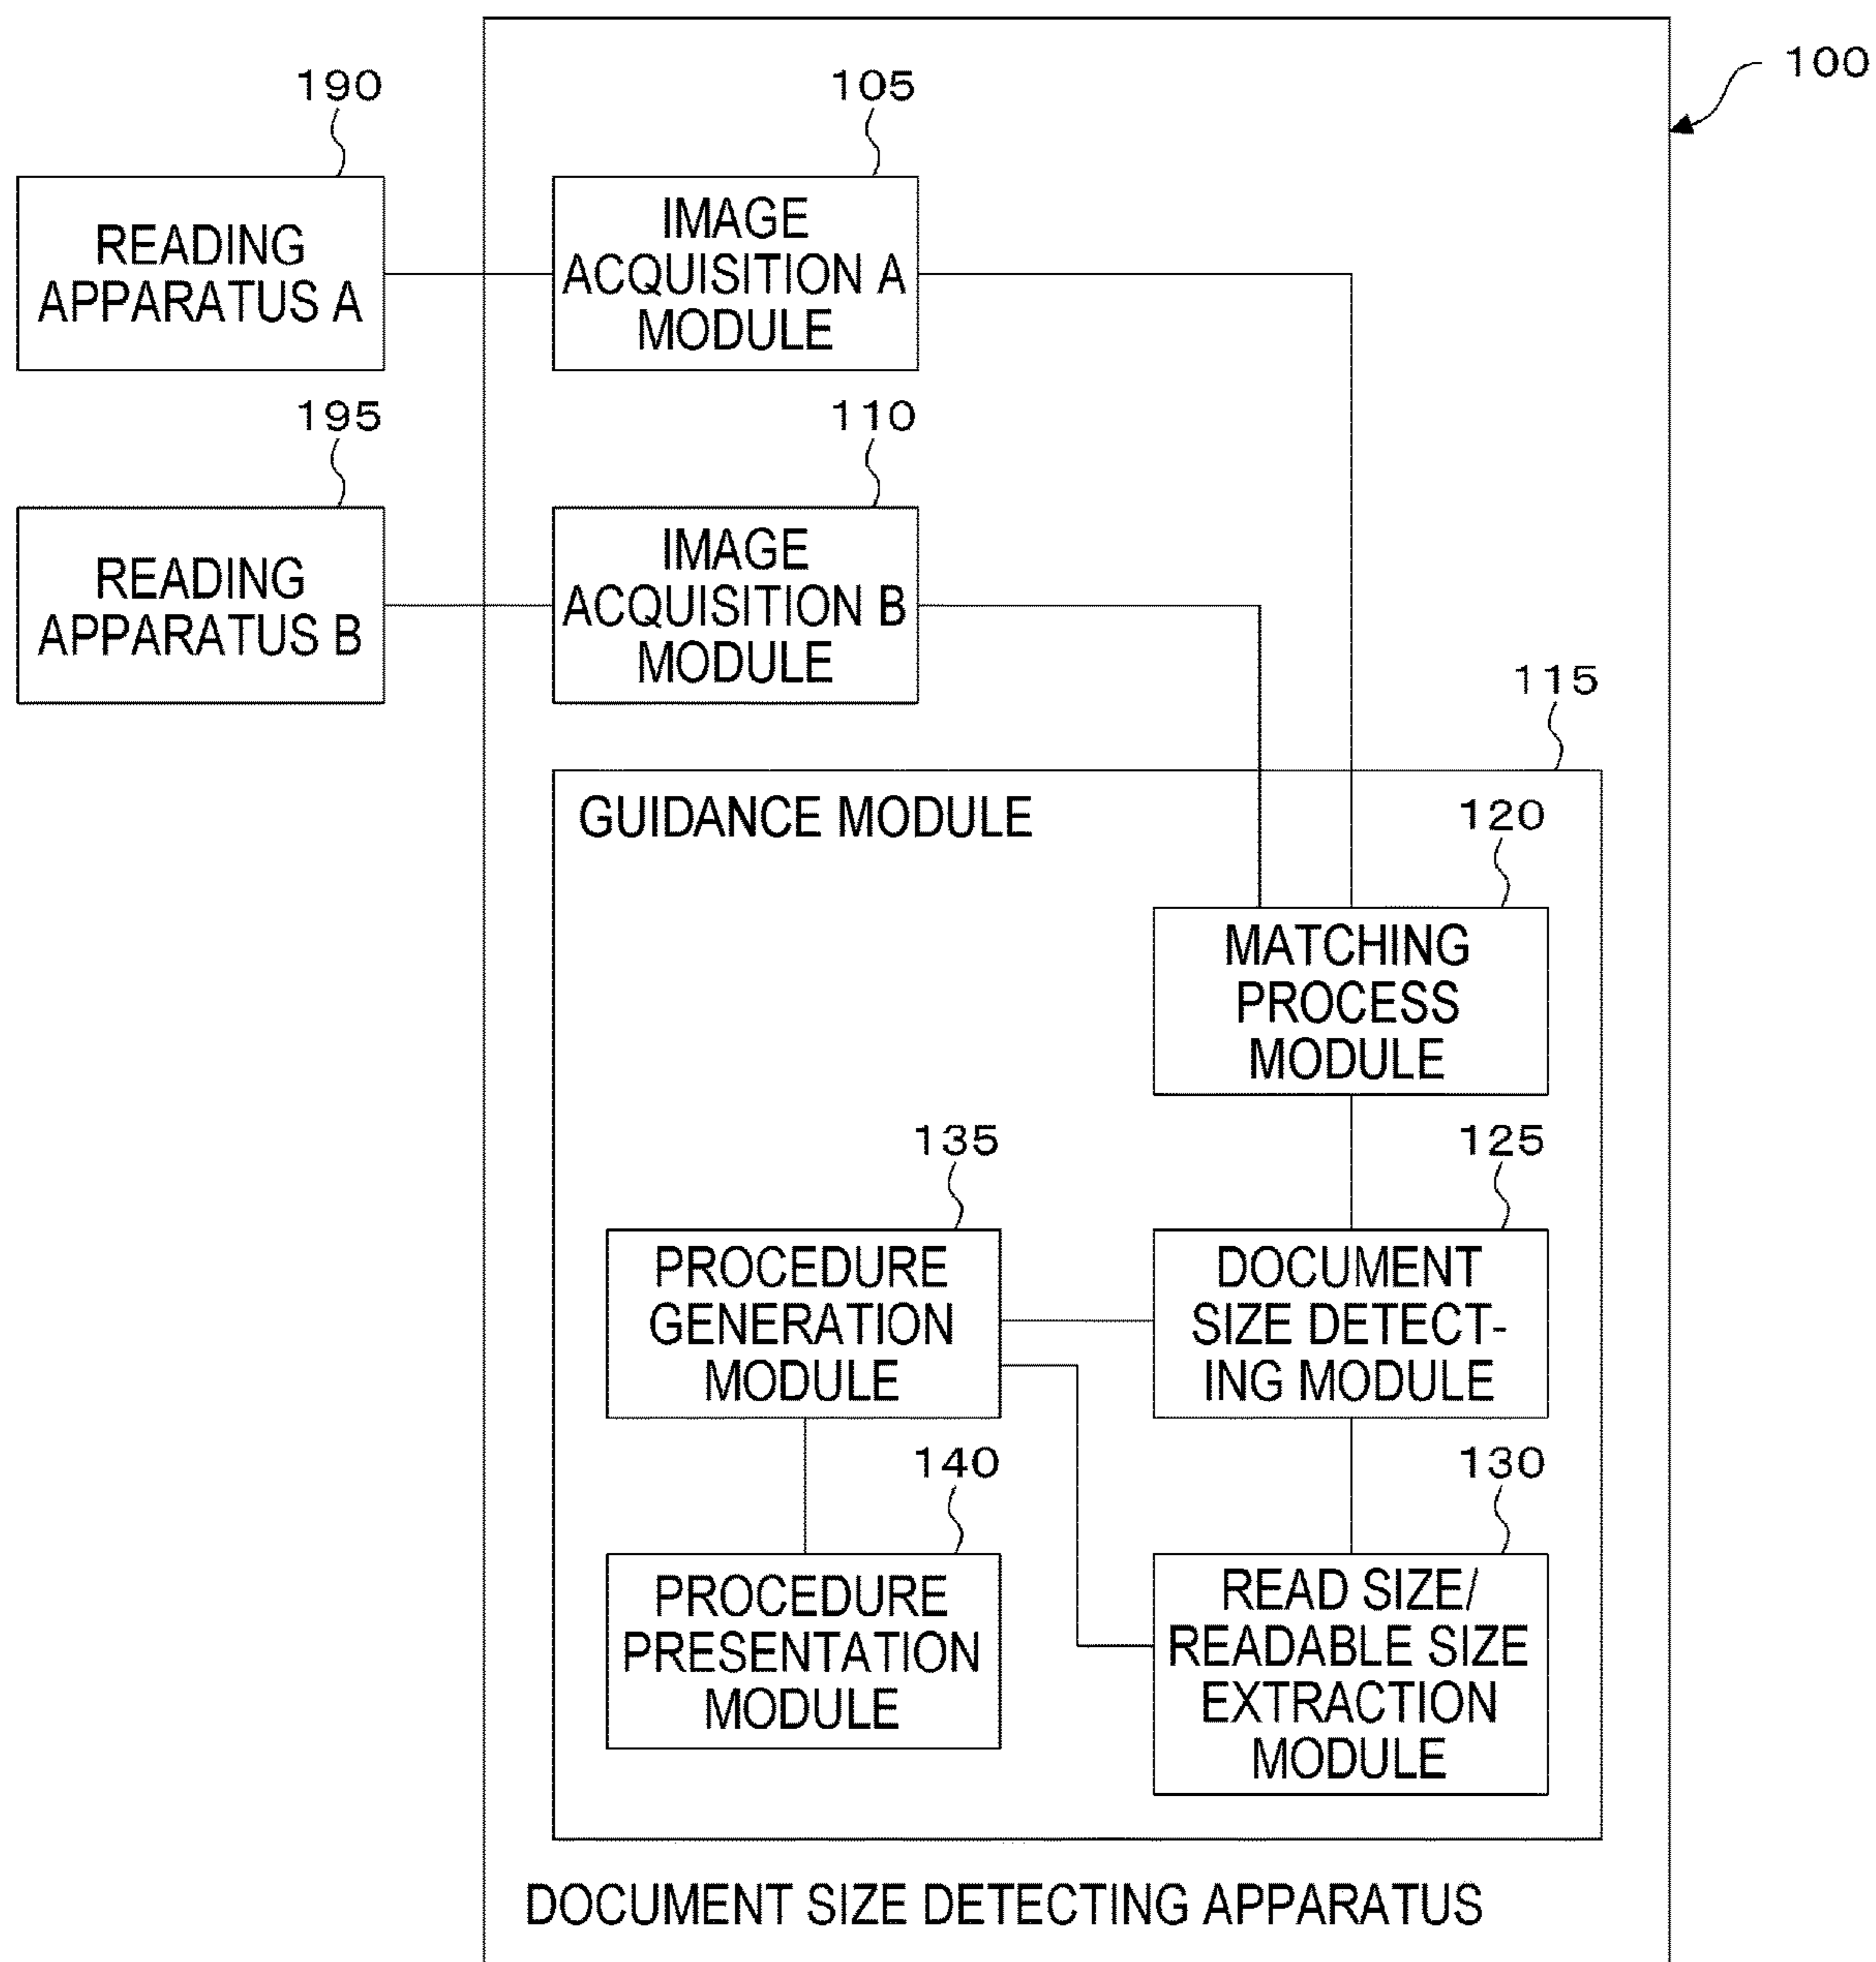 100
190
105
READING
APPARATUS A
IMAGE
ACQUISITION A
MODULE
195
110
READING
APPARATUS B
IMAGE
ACQUISITION B
MODULE
115
GUIDANCE MODULE
120
MATCHING
PROCESS
MODULE
135
125
PROCEDURE
GENERATION
MODULE
DOCUMENT
SIZE DETECT-
ING MODULE
140
130
PROCEDURE
PRESENTATION
MODULE
READ SIZE/
READABLE SIZE
EXTRACTION
MODULE
DOCUMENT SIZE DETECTING APPARATUS